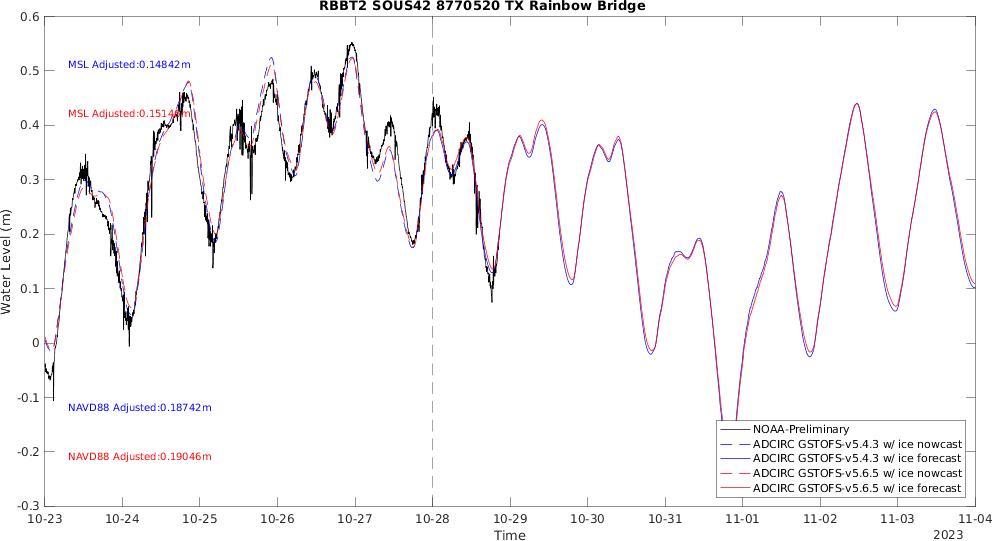 RBBT2 SOUS42 8770520 TX Rainbow Bridge
0.6
0.5
0.4
0.3
0.2
0.1
0
-0.1
-0.2
-0.3
Water Level (m)
MSL Adjusted:0.14842m
MSL Adjusted:0.15146m
NAVD88 Adjusted:0.18742m
NAVD88 Adjusted:0.19046m
NOAA-Preliminary
ADCIRC GSTOFS-v5.4.3 w/ ice nowcast
ADCIRC GSTOFS-v5.4.3 w/ ice forecast
ADCIRC GSTOFS-v5.6.5 w/ ice nowcast
ADCIRC GSTOFS-v5.6.5 w/ ice forecast
10-23 10-24 10-25 10-26 10-27 10-28 10-29 10-30 10-31 11-01 11-02 11-03 11-04
Time
2023